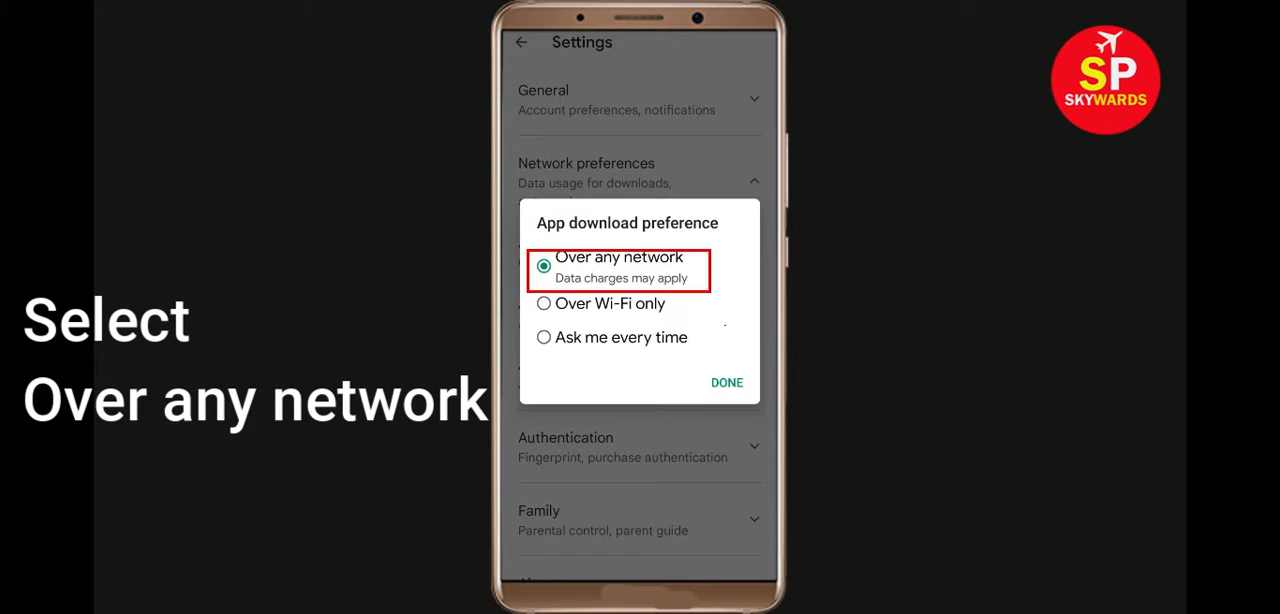 Settings
General
Account preferences, notifications
Network preferences
Data usage for downloads,
App download preference
Over any network
Data charges may apply
Over Wi-Fi only
Ask me every time
DONE
Authentication
Fingerprint, purchase authentication
Family
Parental control, parent guide
Select
Over any network
SP
SKYWARDS